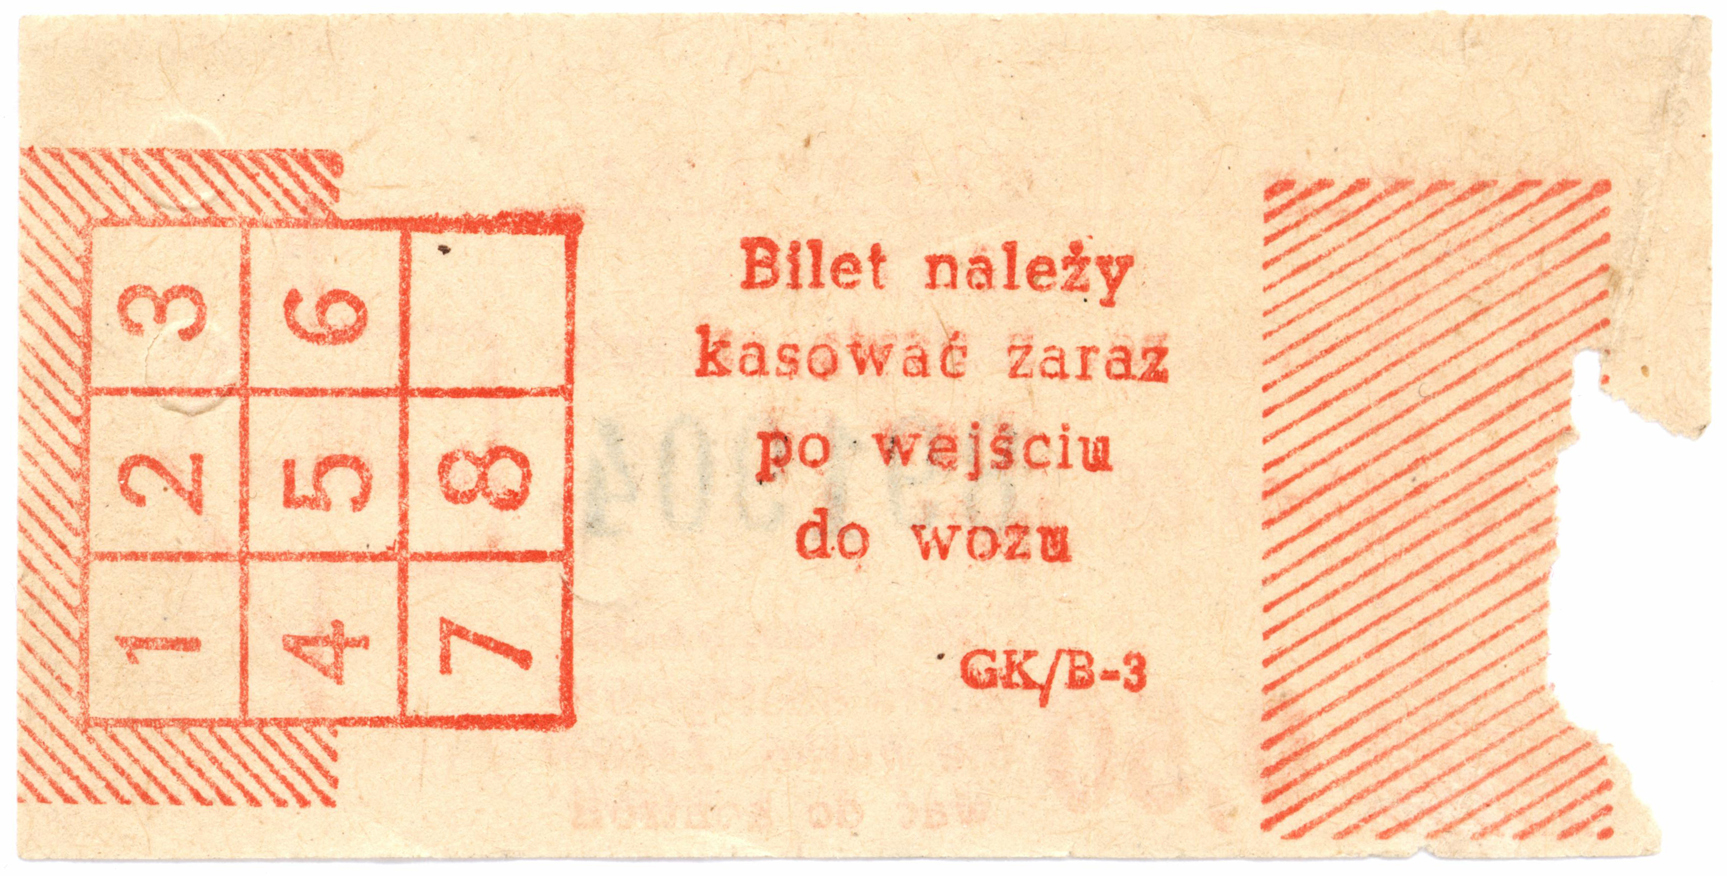 3 6
2 5 8
1 4 7
Bilet należy
kasować zaraz
po wejściu
do wozu
GK/B-3